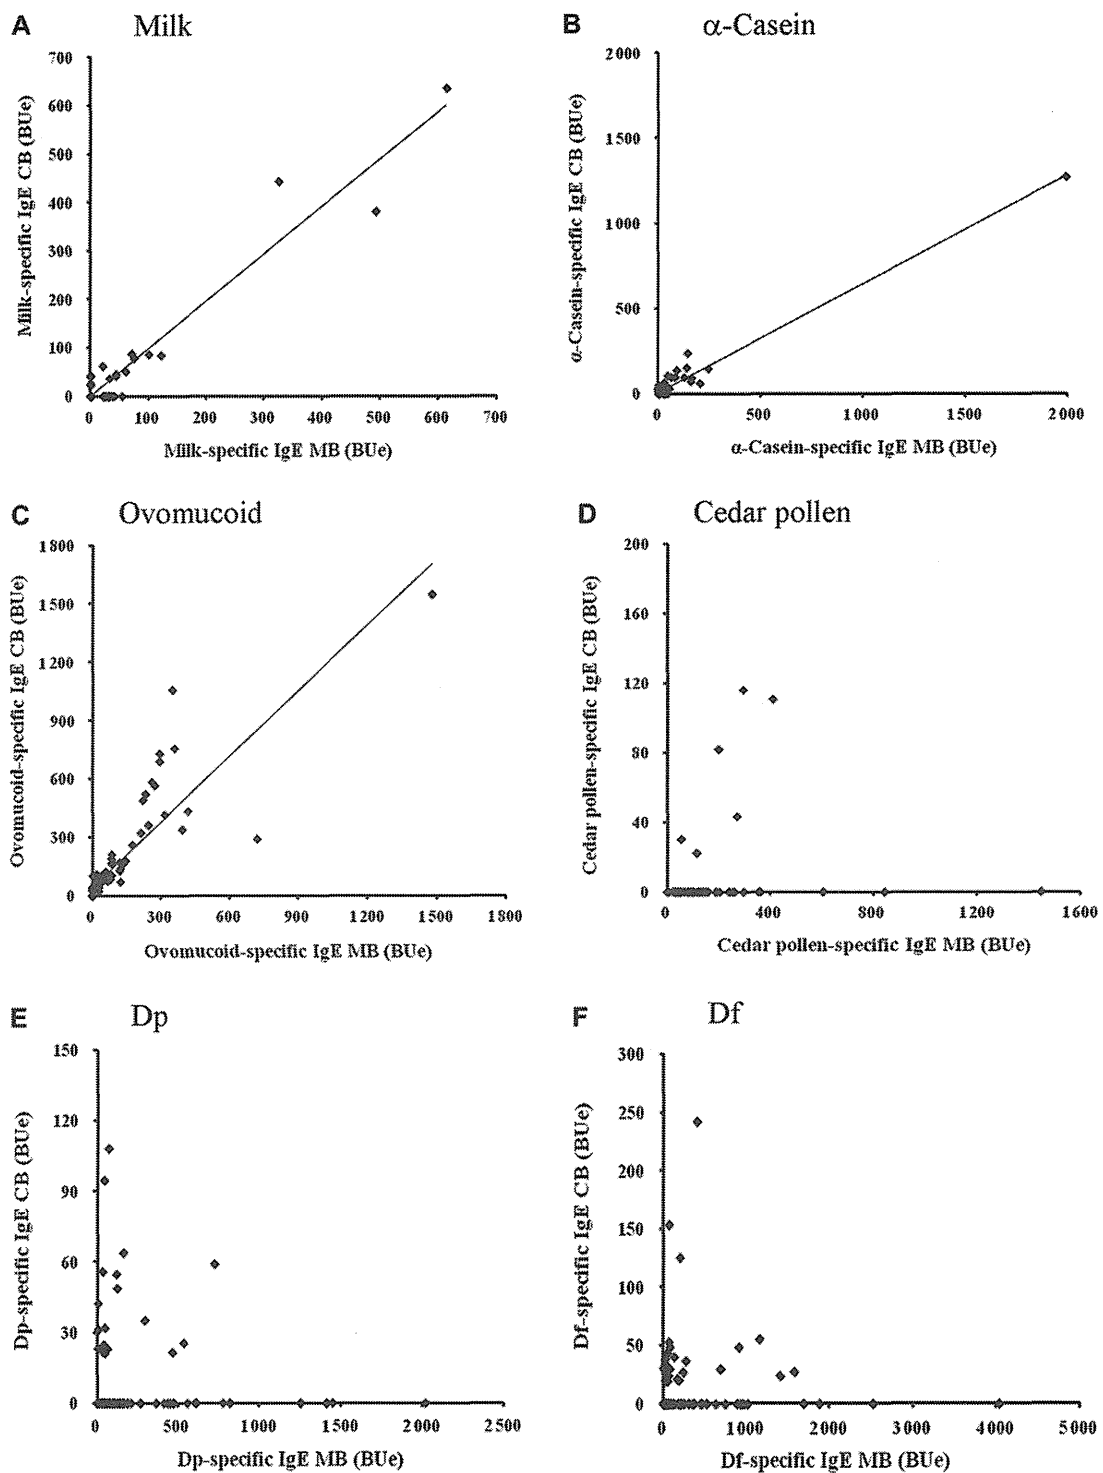 A Milk
700
600
500
400
300
200
100
0
0 100 200 300 400 500 600 700
Milk-specific IgE CB (BUe)
Milk-specific IgE MB (BUe)
B α-Casein
2000
1500
1000
500
0
0 500 1000 1500 2000
α-Casein-specific IgE CB (BUe)
α-Casein-specific IgE MB (BUe)
C Ovomucoid
1800
1500
1200
900
600
300
0
0 300 600 900 1200 1500 1800
Ovomucoid-specific IgE CB (BUe)
Ovomucoid-specific IgE MB (BUe)
D Cedar pollen
200
160
120
80
40
0
0 400 800 1200 1600
Cedar pollen-specific IgE CB (BUe)
Cedar pollen-specific IgE MB (BUe)
E Dp
150
120
90
60
30
0
0 500 1000 1500 2000 2500
Dp-specific IgE CB (BUe)
Dp-specific IgE MB (BUe)
F Df
300
250
200
150
100
50
0
0 1000 2000 3000 4000 5000
Df-specific IgE CB (BUe)
Df-specific IgE MB (BUe)